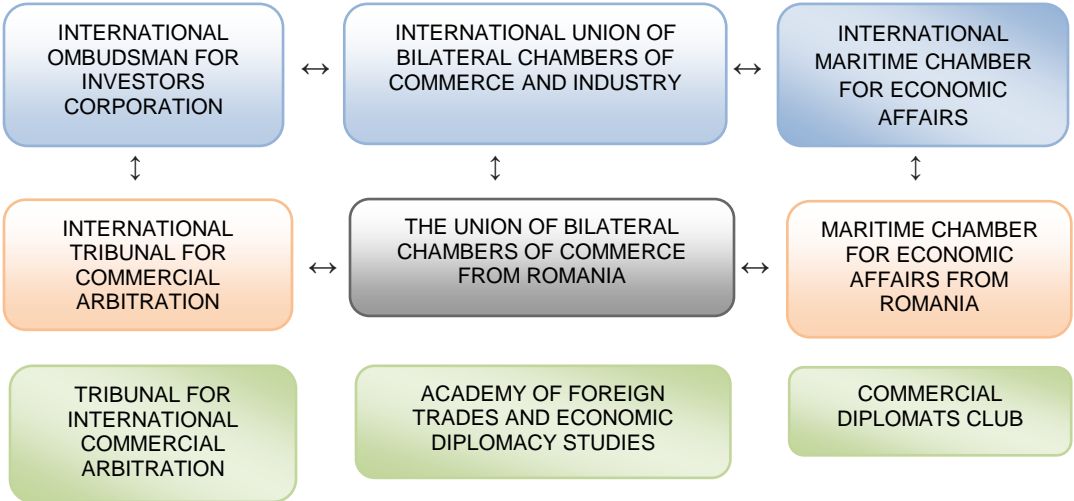 INTERNATIONAL
OMBUDSMAN FOR
INVESTORS
CORPORATION
INTERNATIONAL UNION OF
BILATERAL CHAMBERS OF
COMMERCE AND INDUSTRY
INTERNATIONAL
MARITIME CHAMBER
FOR ECONOMIC
AFFAIRS
INTERNATIONAL
TRIBUNAL FOR
COMMERCIAL
ARBITRATION
THE UNION OF BILATERAL
CHAMBERS OF COMMERCE
FROM ROMANIA
MARITIME CHAMBER
FOR ECONOMIC
AFFAIRS FROM
ROMANIA
TRIBUNAL FOR
INTERNATIONAL
COMMERCIAL
ARBITRATION
ACADEMY OF FOREIGN
TRADES AND ECONOMIC
DIPLOMACY STUDIES
COMMERCIAL
DIPLOMATS CLUB